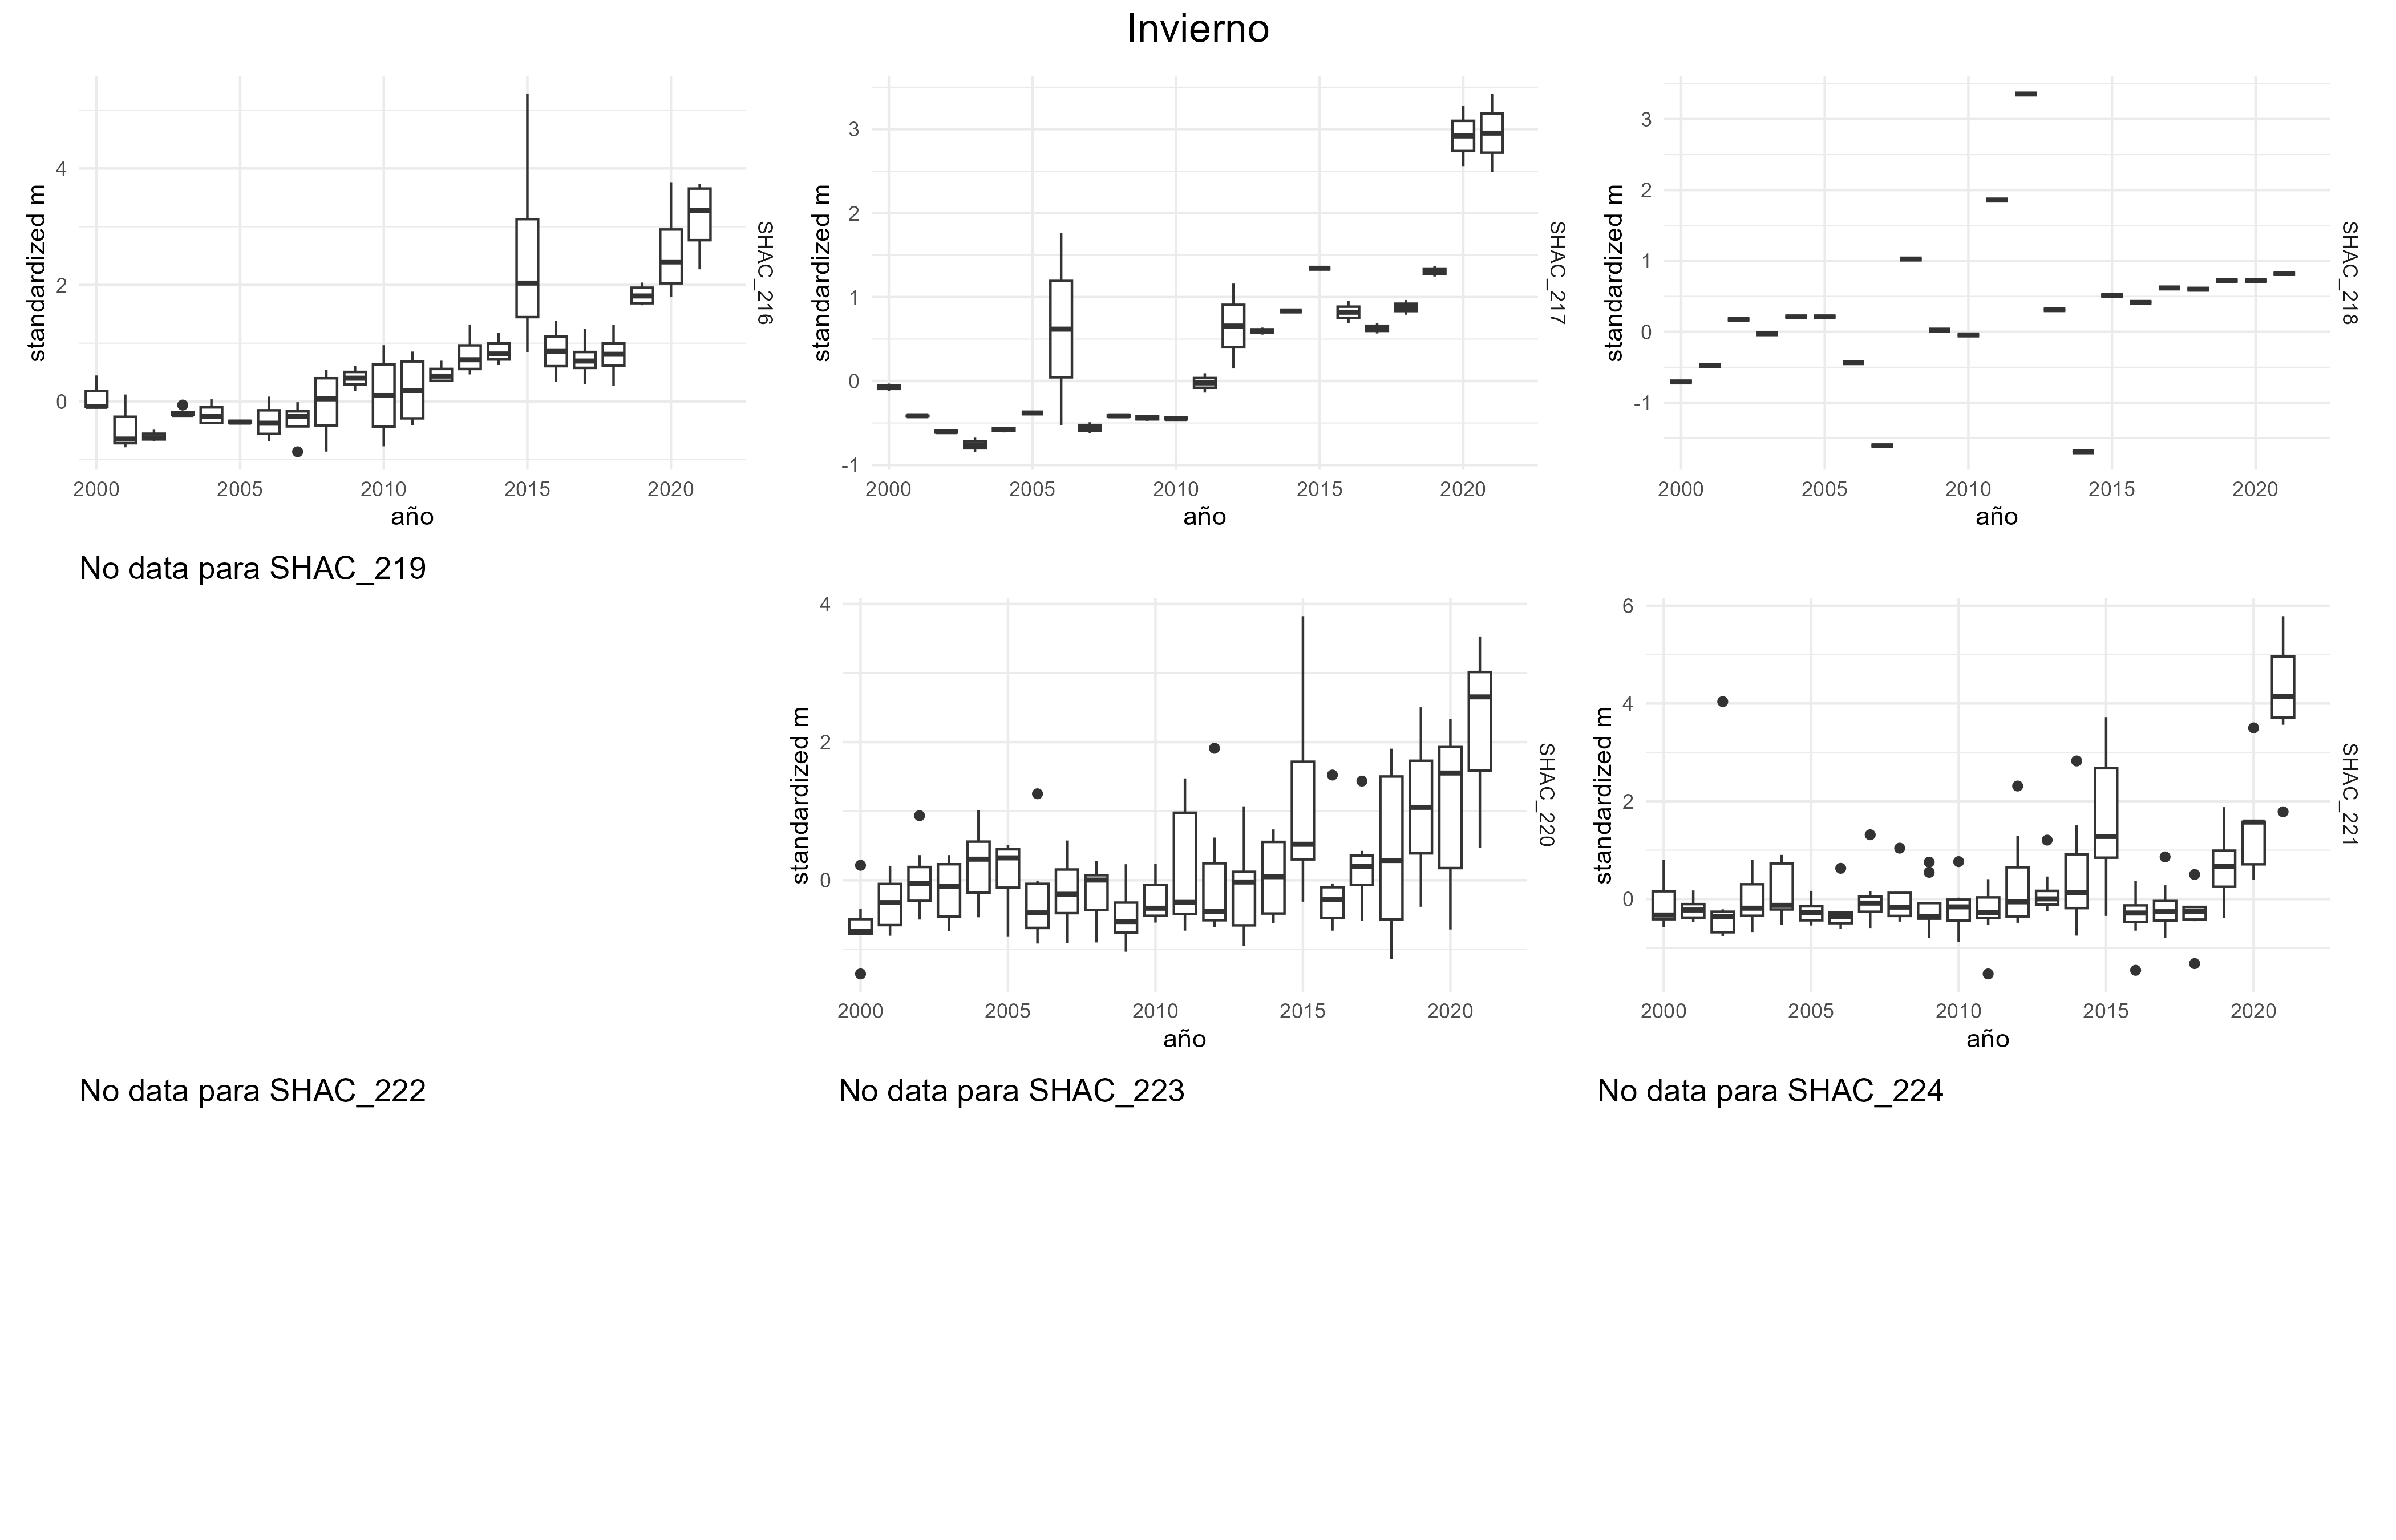 Invierno
standardized m
4
2
0
2000 2005 2010 2015 2020
año
SHAC_216
standardized m
3
2
1
0
-1
2000 2005 2010 2015 2020
año
SHAC_217
standardized m
3
2
1
0
-1
2000 2005 2010 2015 2020
año
SHAC_218
No data para SHAC_219
standardized m
4
2
0
2000 2005 2010 2015 2020
año
SHAC_220
standardized m
6
4
2
0
2000 2005 2010 2015 2020
año
SHAC_221
No data para SHAC_222
No data para SHAC_223
No data para SHAC_224